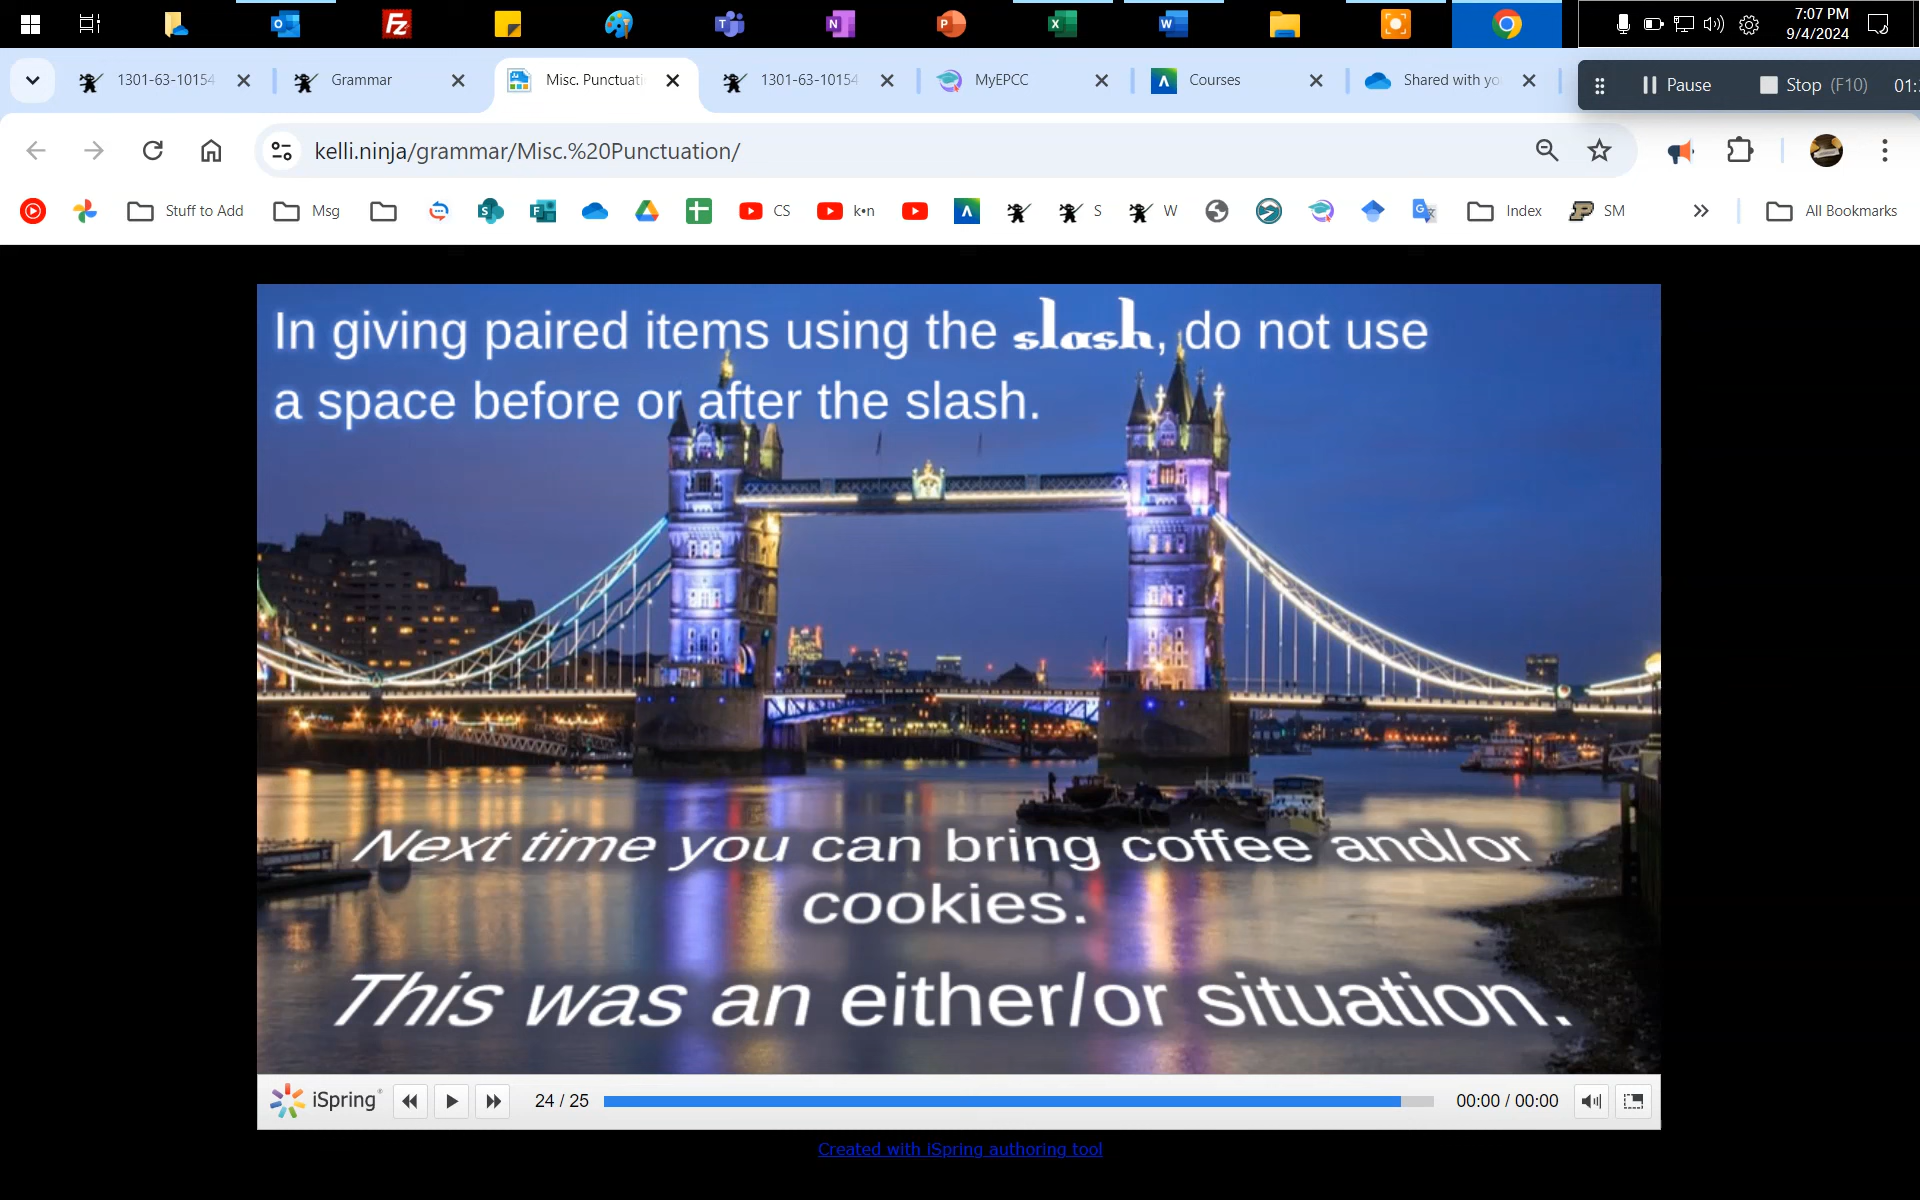 7:07 PM
9/4/2024
1301-63-10154
Grammar
Misc. Punctuati
1301-63-10154
MyEPCC
Courses
Shared with yo
Pause
Stop (F10)
01:
kelli.ninja/grammar/Misc.%20Punctuation/
Stuff to Add
Msg
CS
k•n
S
W
Index
SM
All Bookmarks
In giving paired items using the slash, do not use
a space before or after the slash.
Next time you can bring coffee and/or
cookies.
This was an either/or situation.
iSpring
24 / 25
00:00 / 00:00
Created with iSpring authoring tool